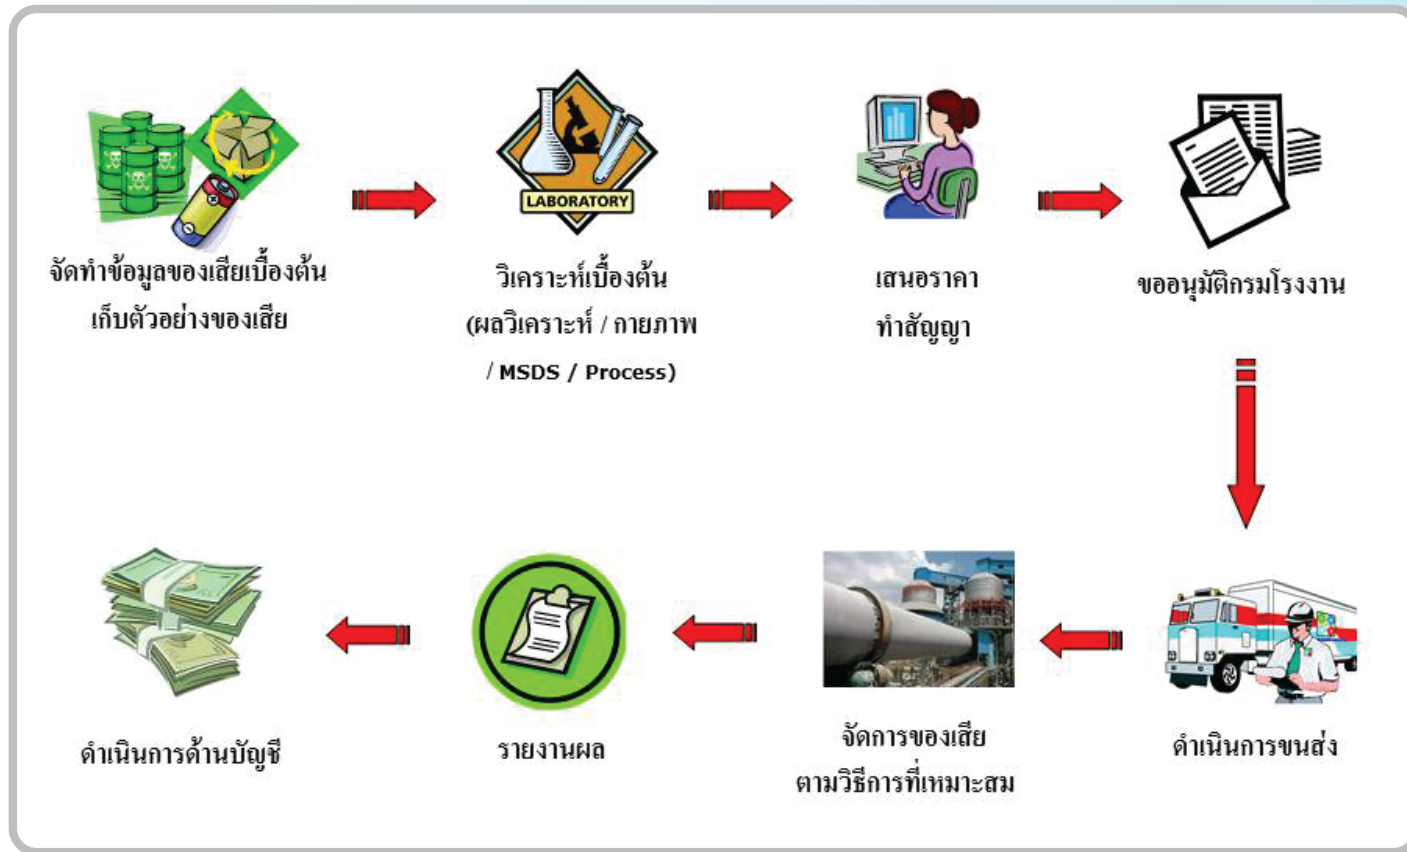 จัดทำข้อมูลของเสียเบื้องต้น
เก็บตัวอย่างของเสีย
LABORATORY
วิเคราะห์เบื้องต้น
(ผลวิเคราะห์ / กายภาพ
/ MSDS / Process)
เสนอราคา
ทำสัญญา
ขออนุมัติกรมโรงงาน
ดำเนินการขนส่ง
จัดการของเสีย
ตามวิธีการที่เหมาะสม
รายงานผล
ดำเนินการด้านบัญชี